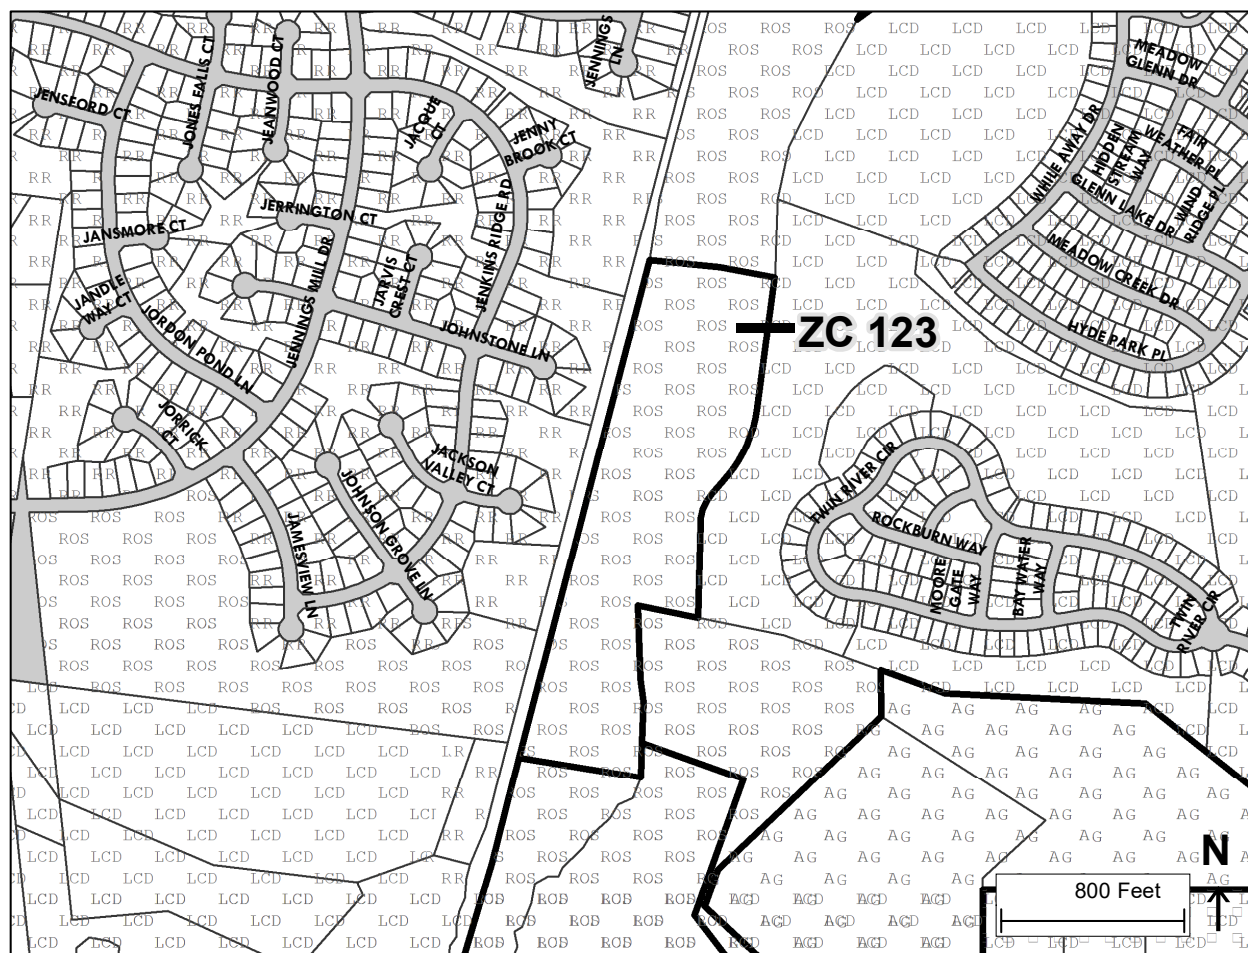 JENNINGS
LN
MEADOW
GLENN DR
JENSFORD CT
JONES FALLS CT
JEANWOOD CT
JACQUE
CT
JENNY
BROOK CT
WHILE AWAY DR
HIDDEN
STREAM
WAY
FAIR
WEATHER PL
GLENN LAKE DR
WIND
RIDGE PL
JERRINGTON CT
JANSMORE CT
JENKINS RIDGE RD
JENNINGS MILL DR
JARVIS
CREST CT
MEADOW CREEK DR
JANDLE
WAY CT
JORDON POND LN
JOHNSTONE LN
HYDE PARK PL
ZC 123
JORRICK
CT
JACKSON
VALLEY CT
JOHNSON GROVE LN
JAMESVIEW LN
TWIN RIVER CIR
ROCKBURN WAY
MOORE
GATE
WAY
BAY WATER
WAY
TWIN
RIVER CIR
RR
ROS
LCD
AG
N
800 Feet